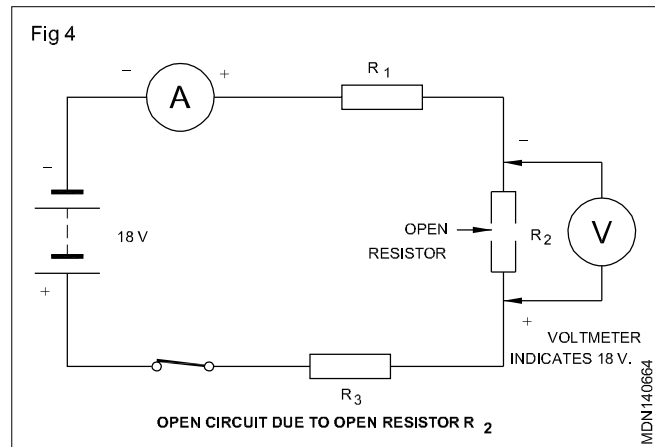 Fig 4
− +
A
R 1
−
−
18 V
OPEN
RESISTOR
R 2
V
+
+
VOLTMETER
INDICATES 18 V.
R 3
OPEN CIRCUIT DUE TO OPEN RESISTOR R 2
MDN140664